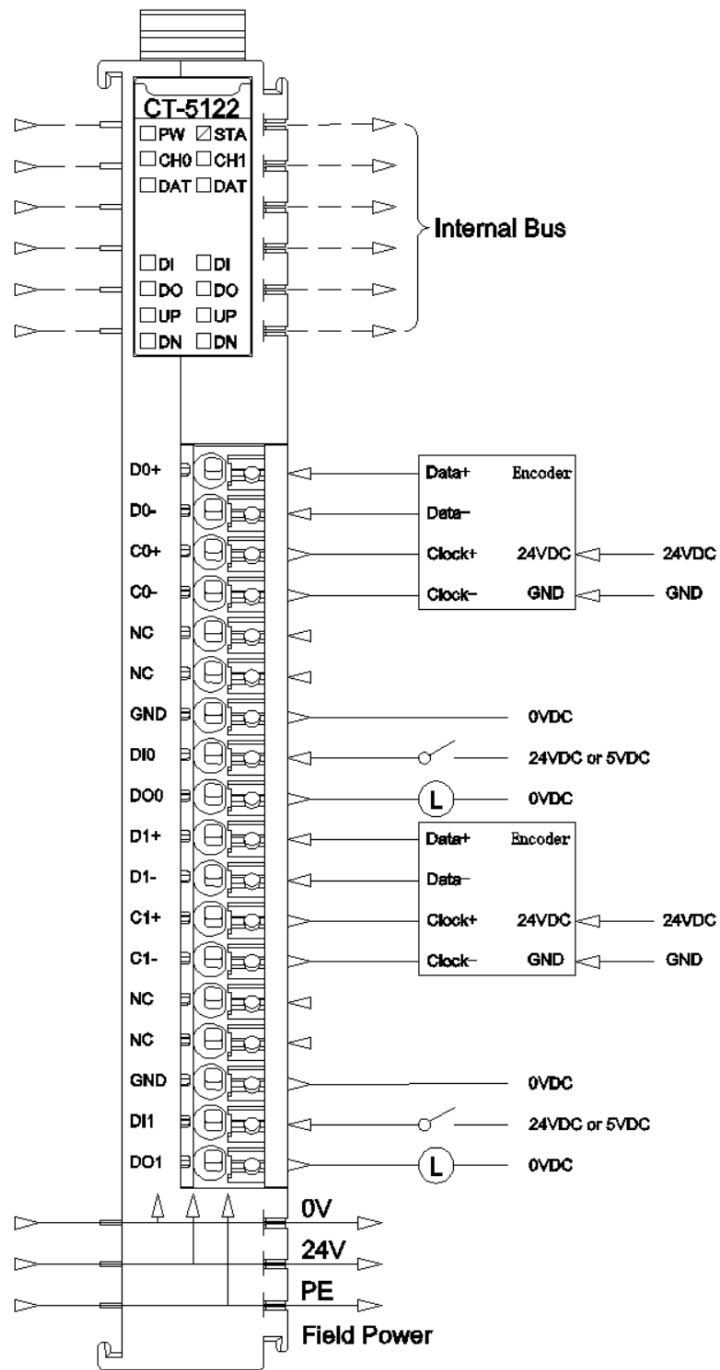 CT-5122
PW STA
CH0 CH1
DAT DAT
DI DI
DO DO
UP UP
DN DN
Internal Bus
D0+ Data+ Encoder
D0- Data-
C0+ Clock+ 24VDC 24VDC
C0- Clock- GND GND
NC
NC
GND 0VDC
DI0 24VDC or 5VDC
DO0 L 0VDC
D1+ Data+ Encoder
D1- Data-
C1+ Clock+ 24VDC 24VDC
C1- Clock- GND GND
NC
NC
GND 0VDC
DI1 24VDC or 5VDC
DO1 L 0VDC
0V
24V
PE
Field Power